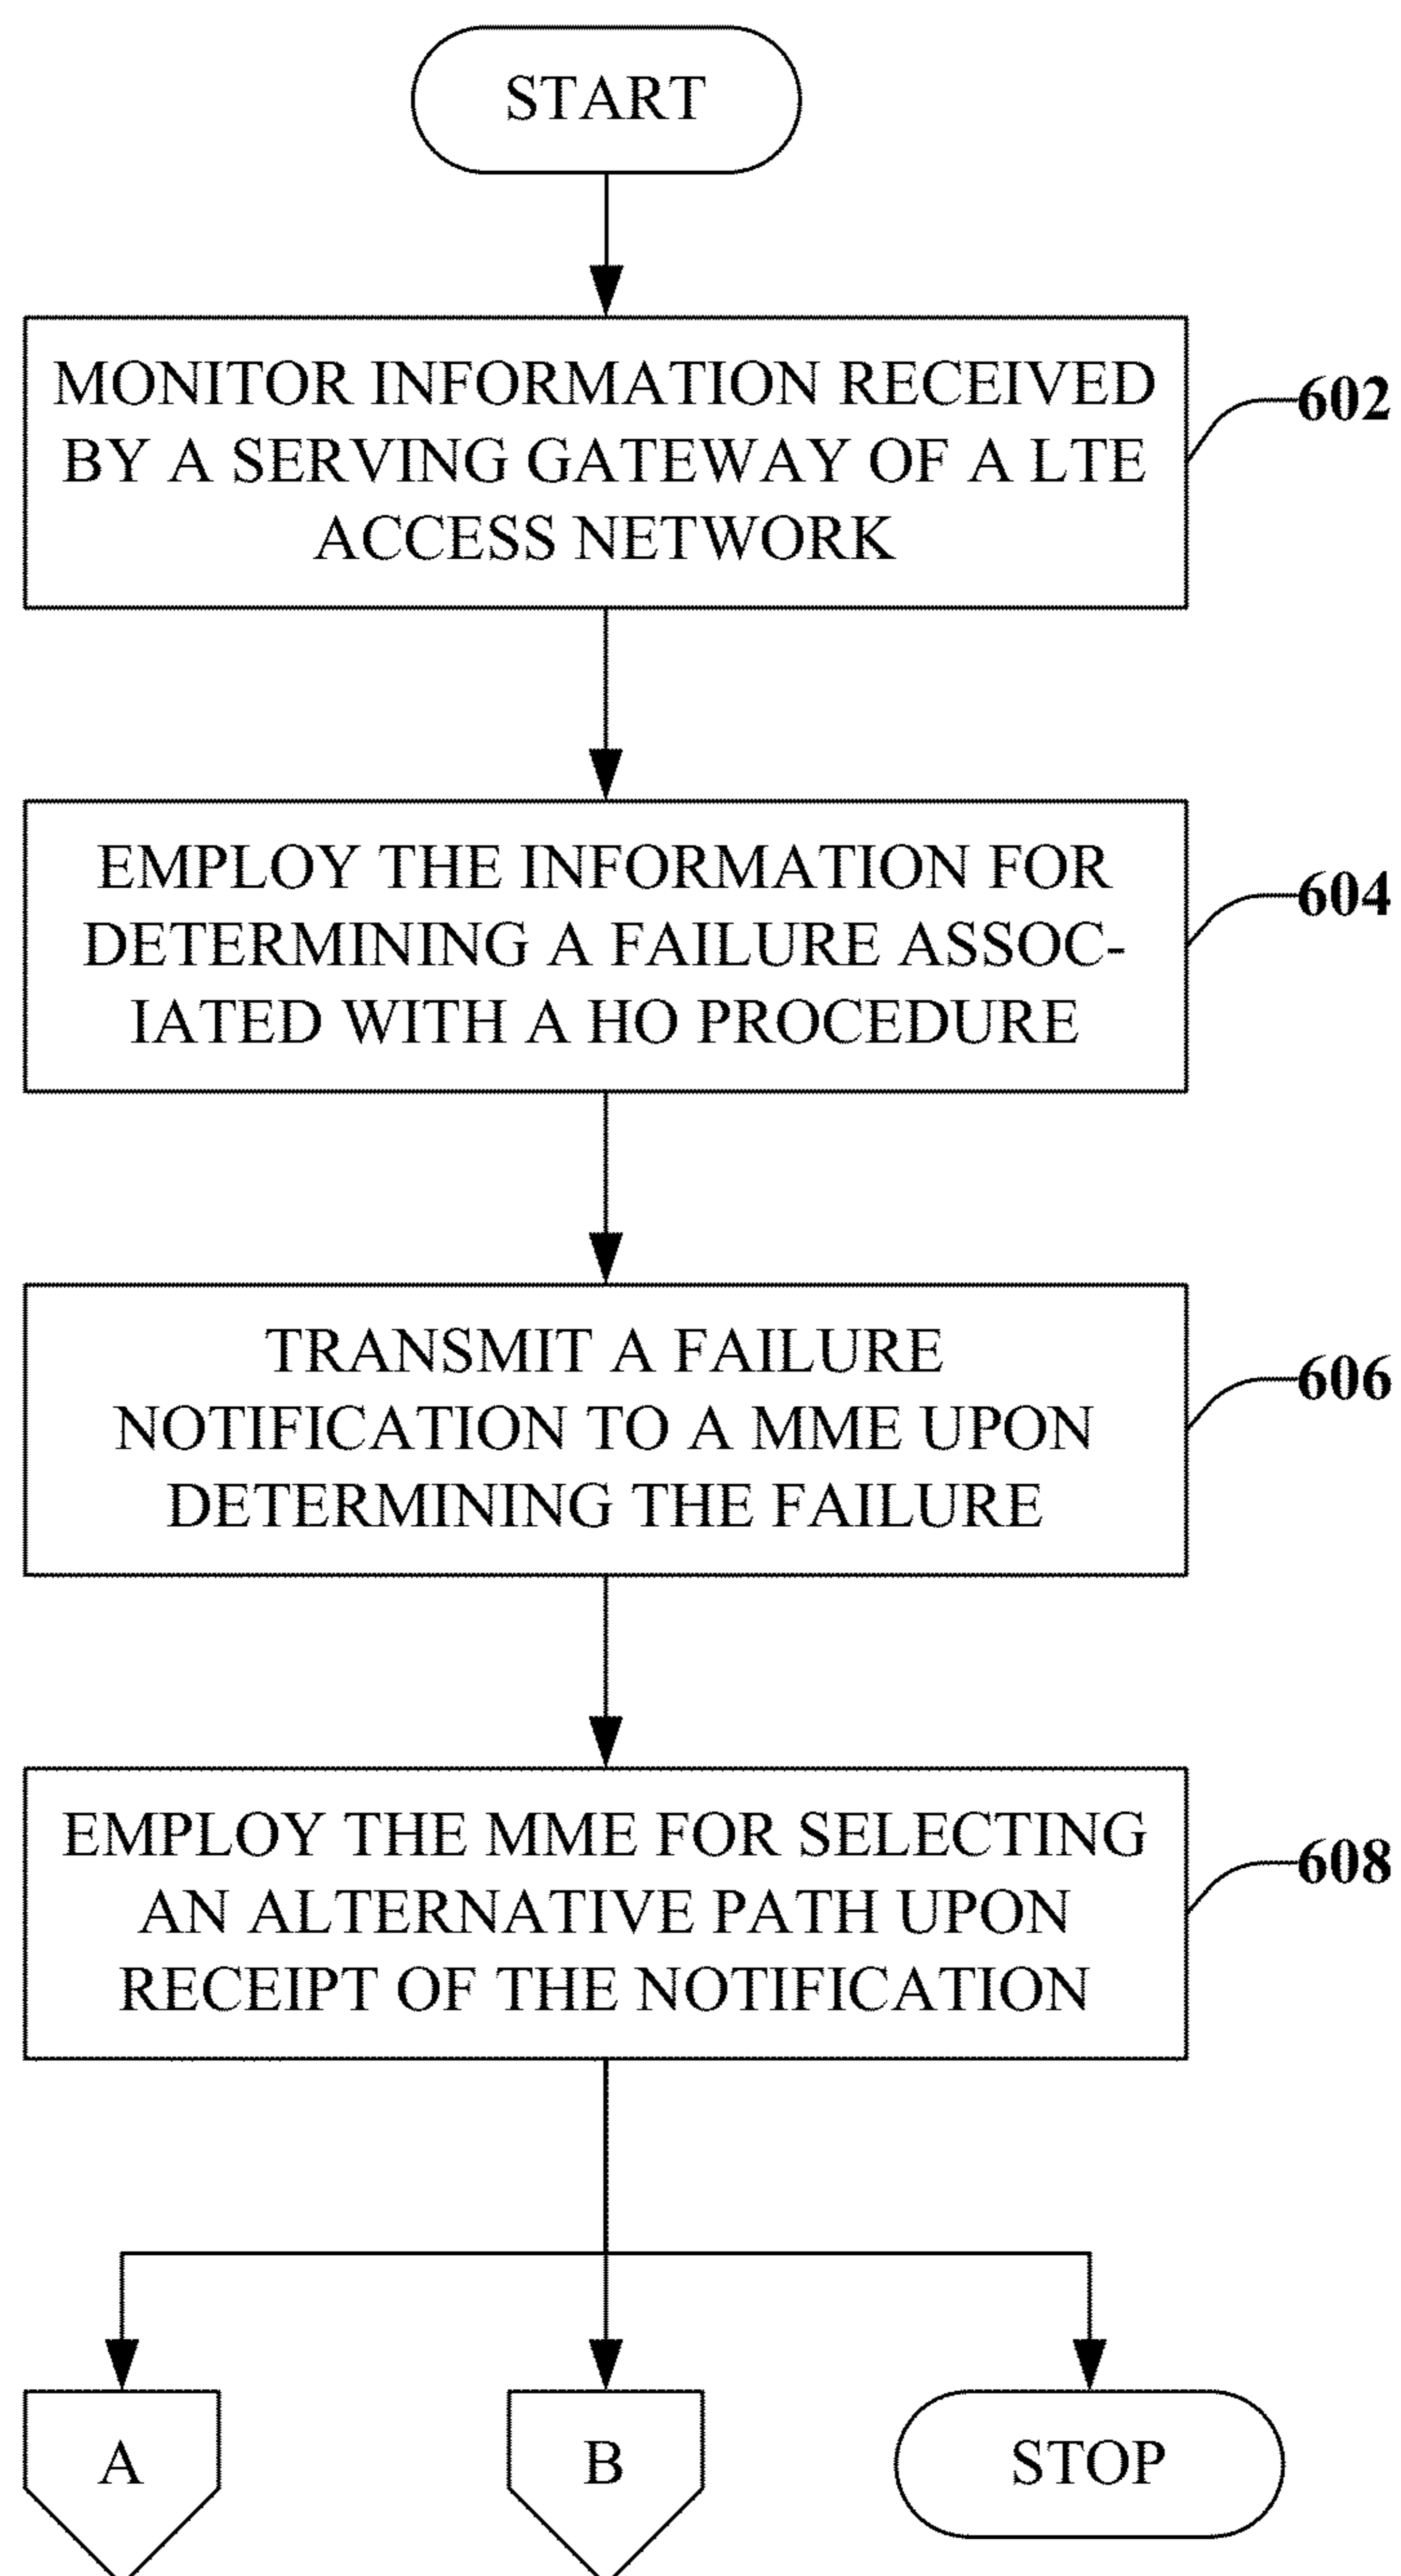 START
MONITOR INFORMATION RECEIVED
BY A SERVING GATEWAY OF A LTE
ACCESS NETWORK
602
EMPLOY THE INFORMATION FOR
DETERMINING A FAILURE ASSOC-
IATED WITH A HO PROCEDURE
604
TRANSMIT A FAILURE
NOTIFICATION TO A MME UPON
DETERMINING THE FAILURE
606
EMPLOY THE MME FOR SELECTING
AN ALTERNATIVE PATH UPON
RECEIPT OF THE NOTIFICATION
608
A
B
STOP